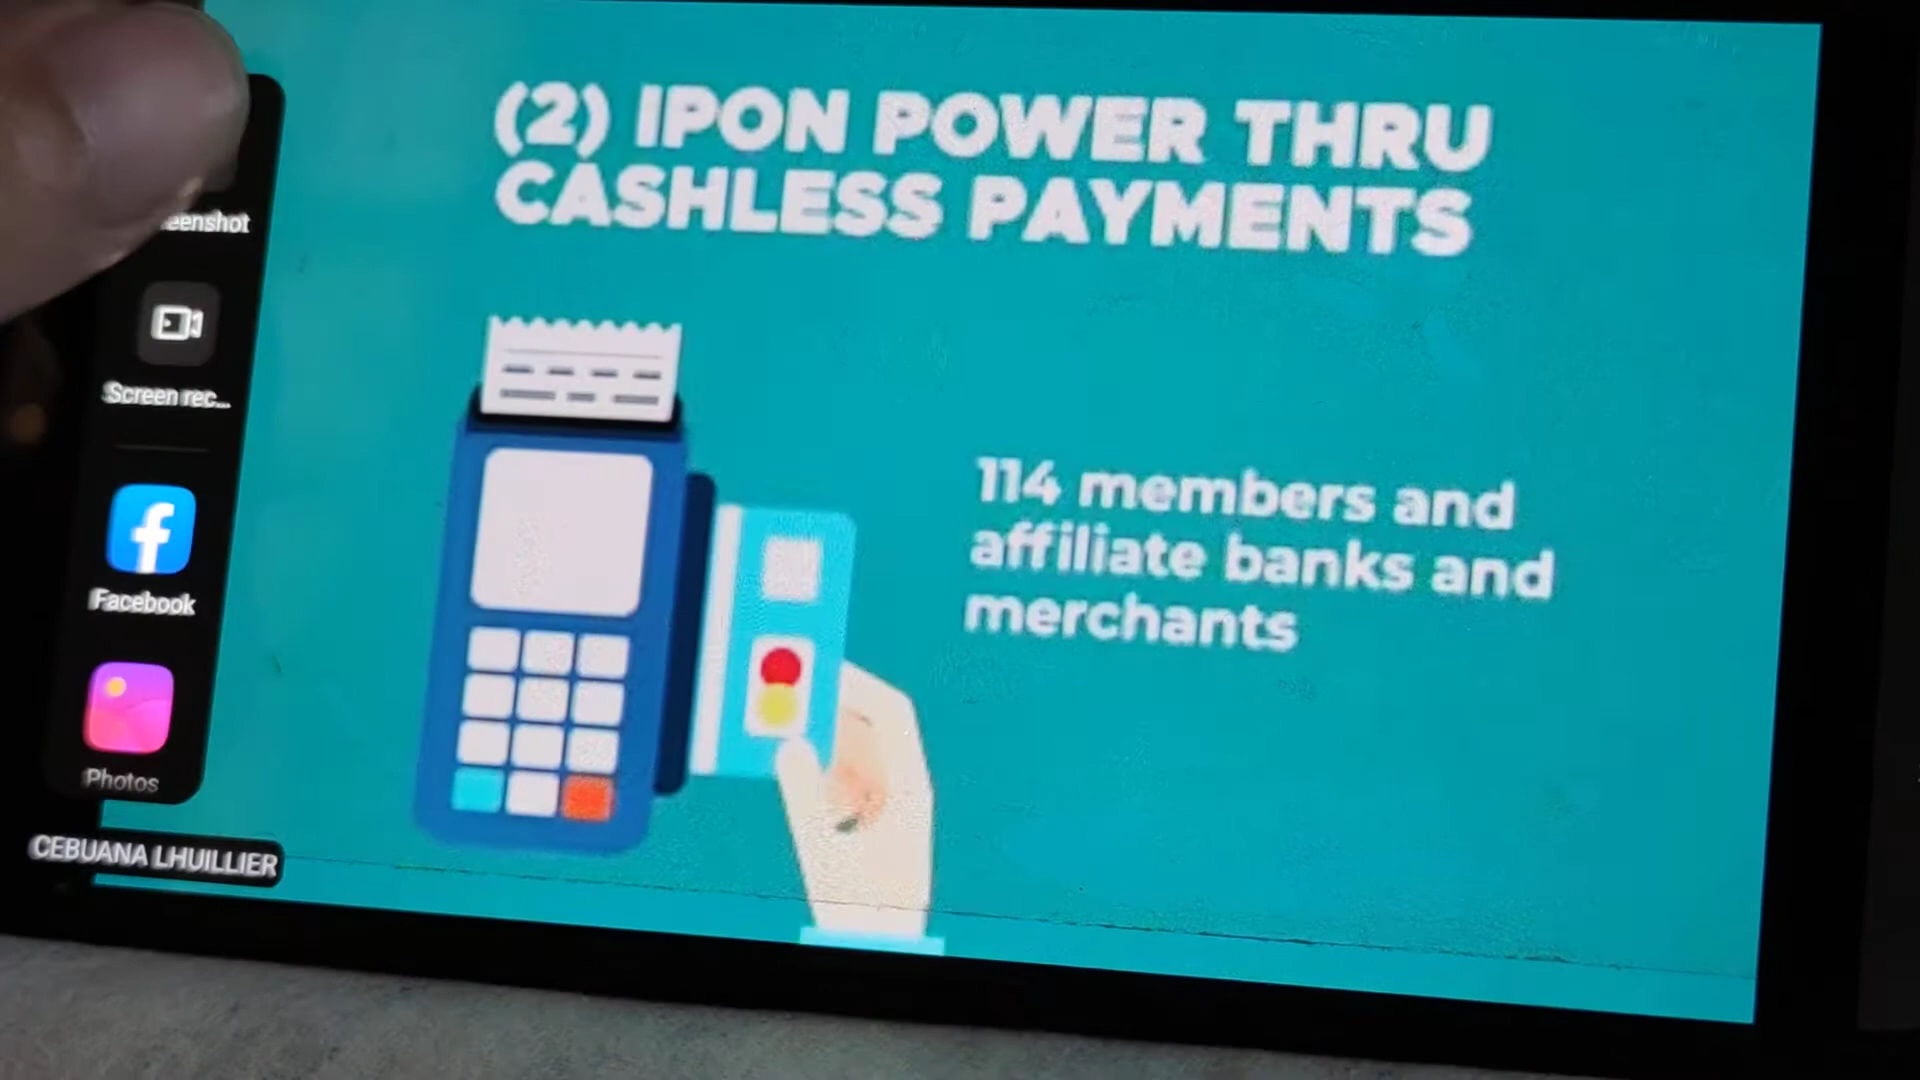 (2) IPON POWER THRU
CASHLESS PAYMENTS
114 members and
affiliate banks and
merchants
eenshot
Screen rec...
Facebook
Photos
CEBUANA LHUILLIER